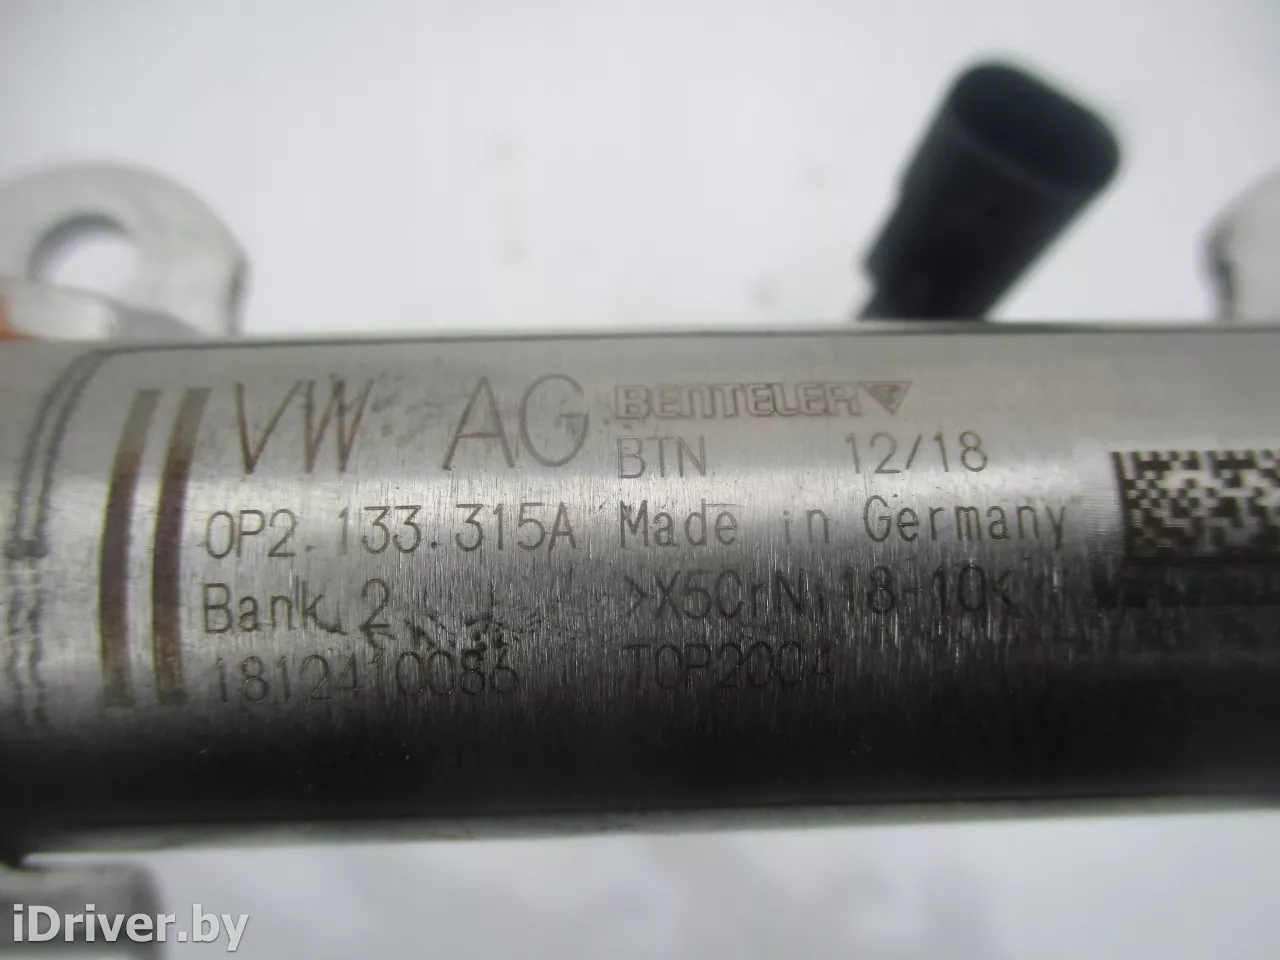 VW AG BENTELER
BTN 12/18
0P2.133.315A Made in Germany
Bank 2 >X5CrNi18-10<
1812410086 TOP2004
iDriver.by